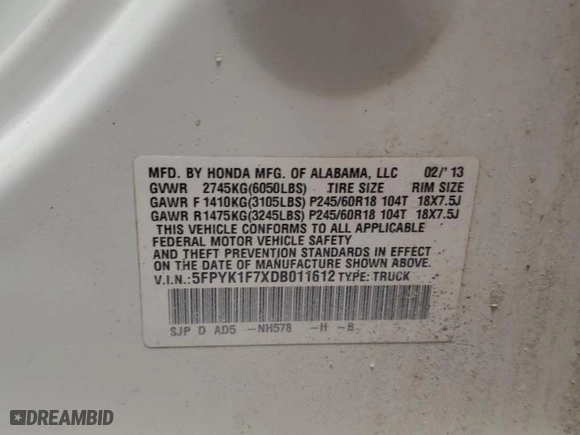 MFD. BY HONDA MFG. OF ALABAMA, LLC 02/'13
GVWR 2745KG(6050LBS) TIRE SIZE RIM SIZE
GAWR F 1410KG(3105LBS) P245/60R18 104T 18X7.5J
GAWR R1475KG(3245LBS) P245/60R18 104T 18X7.5J
THIS VEHICLE CONFORMS TO ALL APPLICABLE
FEDERAL MOTOR VEHICLE SAFETY
AND THEFT PREVENTION STANDARDS IN EFFECT
ON THE DATE OF MANUFACTURE SHOWN ABOVE.
V.I.N.:5FPYK1F7XDB011612 TYPE: TRUCK
SJP D AD5 -NH578 -H -B
DREAMBID